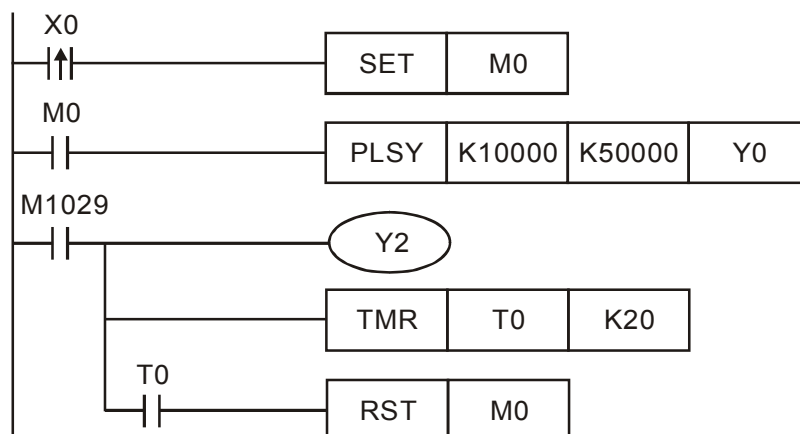 X0
SET M0
M0
PLSY K10000 K50000 Y0
M1029
Y2
TMR T0 K20
T0
RST M0